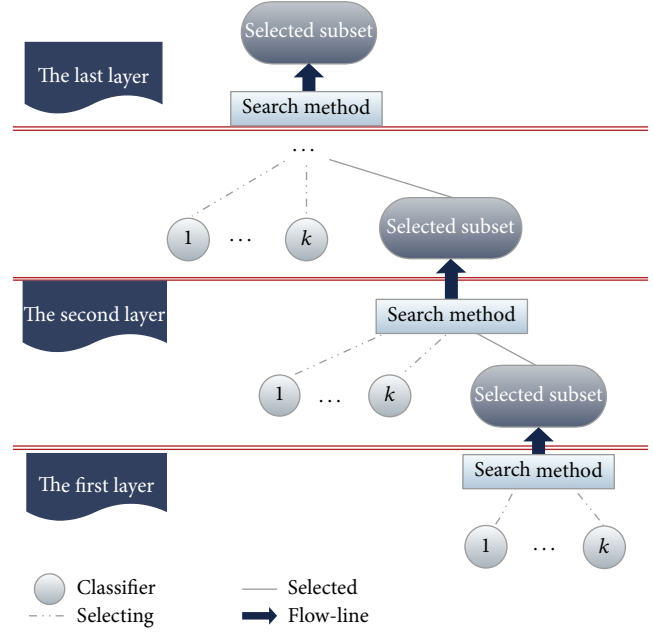 Selected subset
The last layer
Search method
...
1 ... k
Selected subset
The second layer
Search method
1 ... k
Selected subset
The first layer
Search method
1 ... k
Classifier
Selected
Selecting
Flow-line